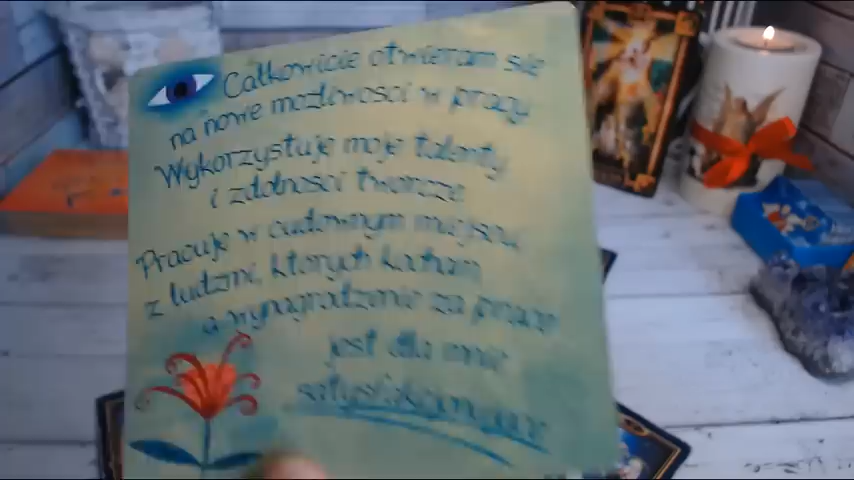 Całkowicie otwieram się
na nowe możliwości w pracy
Wykorzystuję moje talenty
i zdolności twórcze
Pracuję w cudownym miejscu
z ludźmi, których kocham
a wynagrodzenie za pracę
jest dla mnie
satysfakcjonujące